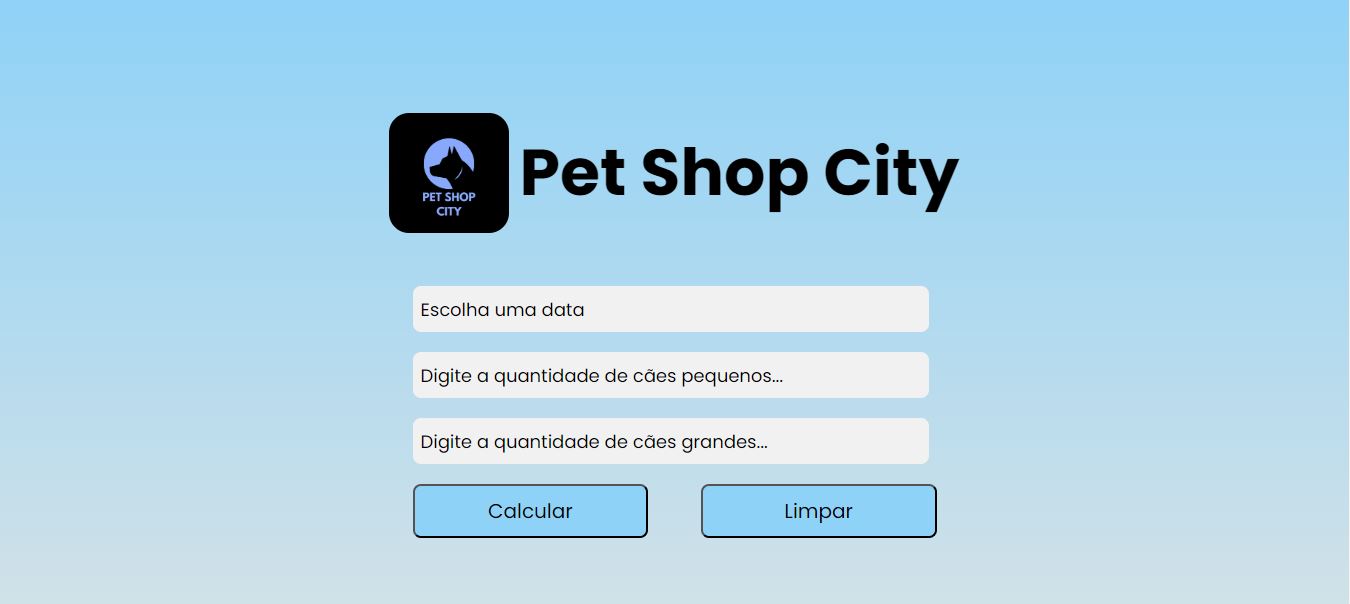 PET SHOP
CITY
Pet Shop City
Escolha uma data
Digite a quantidade de cães pequenos...
Digite a quantidade de cães grandes...
Calcular
Limpar